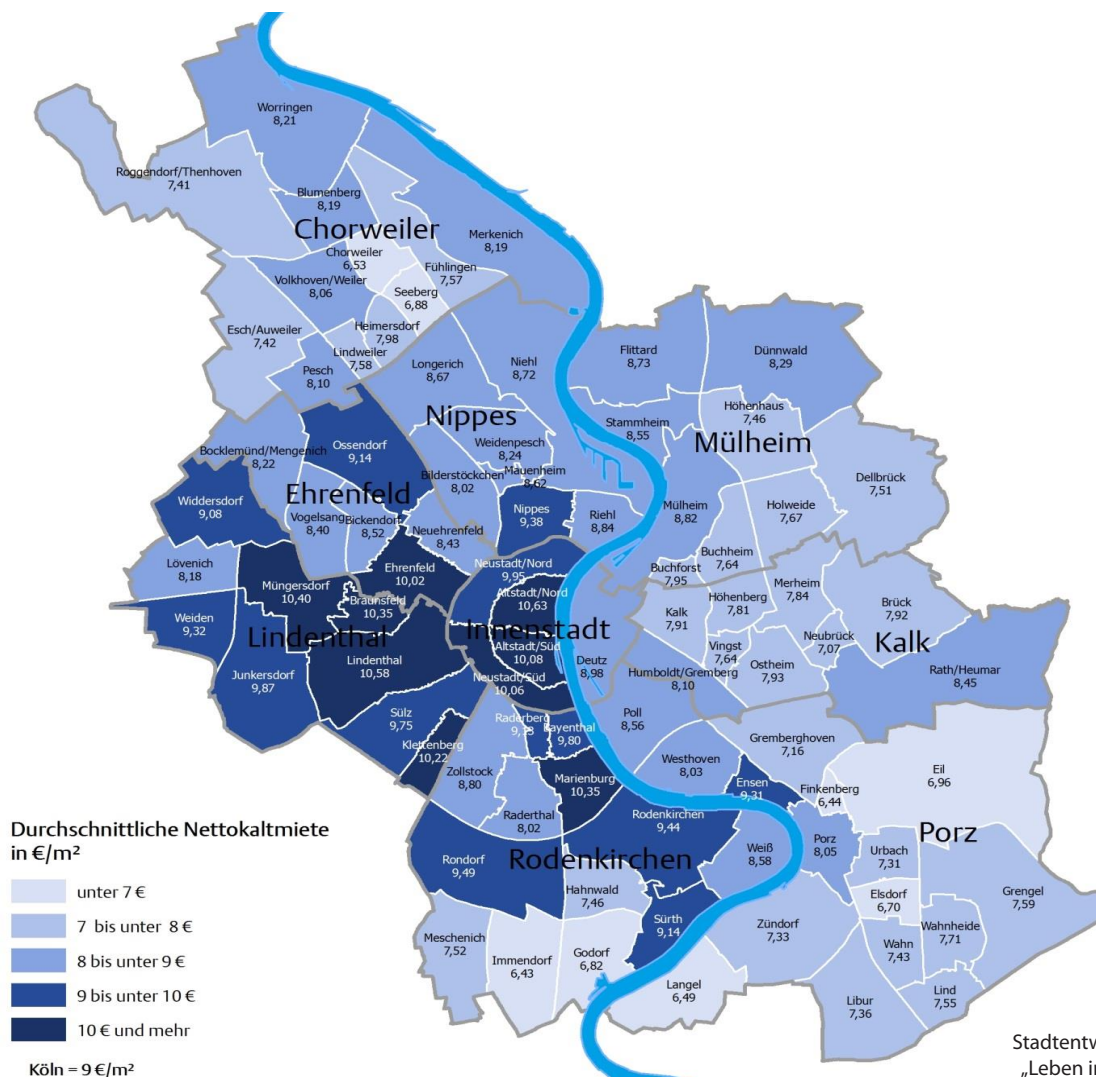 Worringen
8,21
Roggendorf/Thenhoven
7,41
Blumenberg
8,19
Chorweiler
Merkenich
8,19
Chorweiler
6,53
Fühlingen
7,57
Volkhoven/Weiler
8,06
Seeberg
6,88
Esch/Auweiler
7,42
Heimersdorf
7,98
Lindweiler
7,58
Pesch
8,10
Longerich
8,67
Niehl
8,72
Flittard
8,73
Dünnwald
8,29
Nippes
Höhenhaus
7,46
Stammheim
8,55
Mülheim
Weidenpesch
8,24
Ossendorf
9,14
Bocklemünd/Mengenich
8,22
Bilderstöckchen
8,02
Mauenheim
8,62
Dellbrück
7,51
Ehrenfeld
Widdersdorf
9,08
Vogelsang
8,40
Bickendorf
8,52
Neuehrenfeld
8,43
Nippes
9,38
Riehl
8,84
Mülheim
8,82
Holweide
7,67
Buchheim
7,64
Lövenich
8,18
Ehrenfeld
10,02
Neustadt/Nord
9,95
Buchforst
7,95
Müngersdorf
10,40
Braunsfeld
10,35
Altstadt/Nord
10,63
Höhenberg
7,81
Merheim
7,84
Brück
7,92
Weiden
9,32
Lindenthal
Innenstadt
Kalk
7,91
Vingst
7,64
Neubrück
7,07
Kalk
Lindenthal
10,58
Altstadt/Süd
10,08
Deutz
8,98
Ostheim
7,93
Junkersdorf
9,87
Neustadt/Süd
10,06
Humboldt/Gremberg
8,10
Rath/Heumar
8,45
Sülz
9,75
Raderberg
Bayenthal
9,80
Poll
8,56
Gremberghoven
7,16
Klettenberg
10,22
Zollstock
8,80
Marienburg
10,35
Westhoven
8,03
Ensen
9,31
Finkenberg
6,44
Eil
6,96
Raderthal
8,02
Rodenkirchen
9,44
Porz
8,05
Porz
Rodenkirchen
Weiß
8,58
Urbach
7,31
Rondorf
9,49
Hahnwald
7,46
Elsdorf
6,70
Grengel
7,59
Sürth
9,14
Zündorf
7,33
Wahnheide
7,71
Meschenich
7,52
Immendorf
6,43
Godorf
6,82
Wahn
7,43
Langel
6,49
Libur
7,36
Lind
7,55
Durchschnittliche Nettokaltmiete
in €/m²
unter 7 €
7 bis unter 8 €
8 bis unter 9 €
9 bis unter 10 €
10 € und mehr
Köln = 9 €/m²
Stadtentw
„Leben in